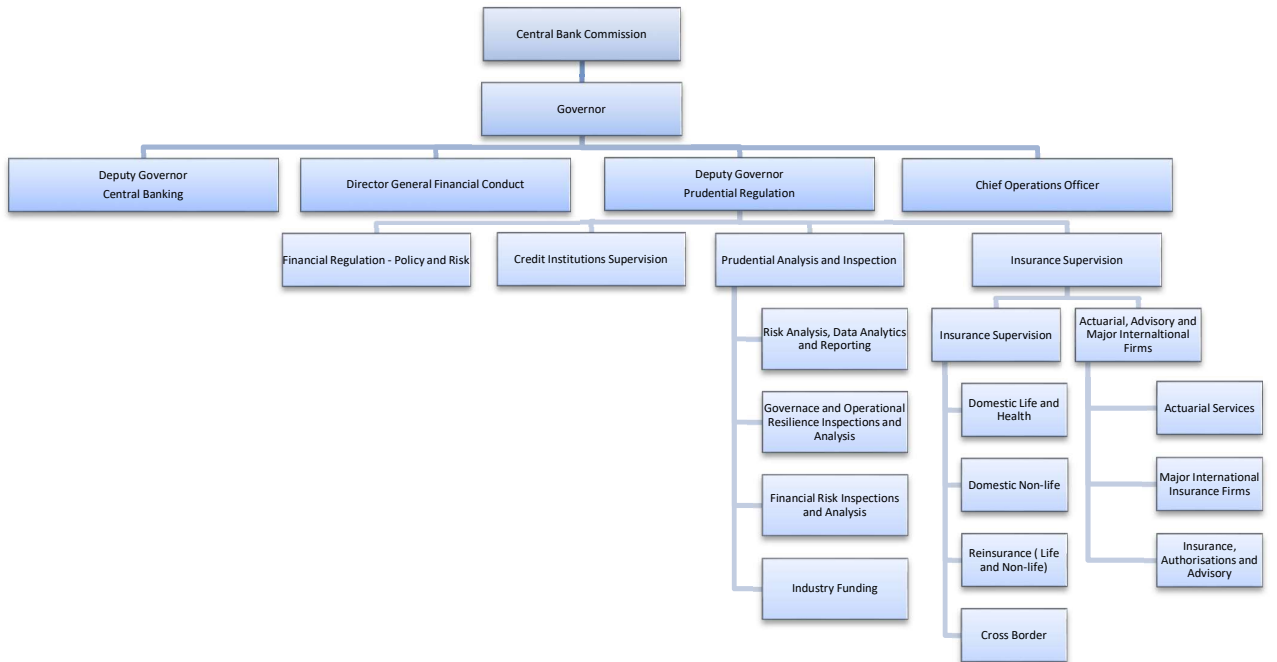 Central Bank Commission
Governor
Deputy Governor
Central Banking
Director General Financial Conduct
Deputy Governor
Prudential Regulation
Chief Operations Officer
Financial Regulation - Policy and Risk
Credit Institutions Supervision
Prudential Analysis and Inspection
Insurance Supervision
Risk Analysis, Data Analytics
and Reporting
Governace and Operational
Resilience Inspections and
Analysis
Financial Risk Inspections
and Analysis
Industry Funding
Insurance Supervision
Domestic Life and
Health
Domestic Non-life
Reinsurance ( Life
and Non-life)
Cross Border
Actuarial, Advisory and
Major Internaltional
Firms
Actuarial Services
Major International
Insurance Firms
Insurance,
Authorisations and
Advisory